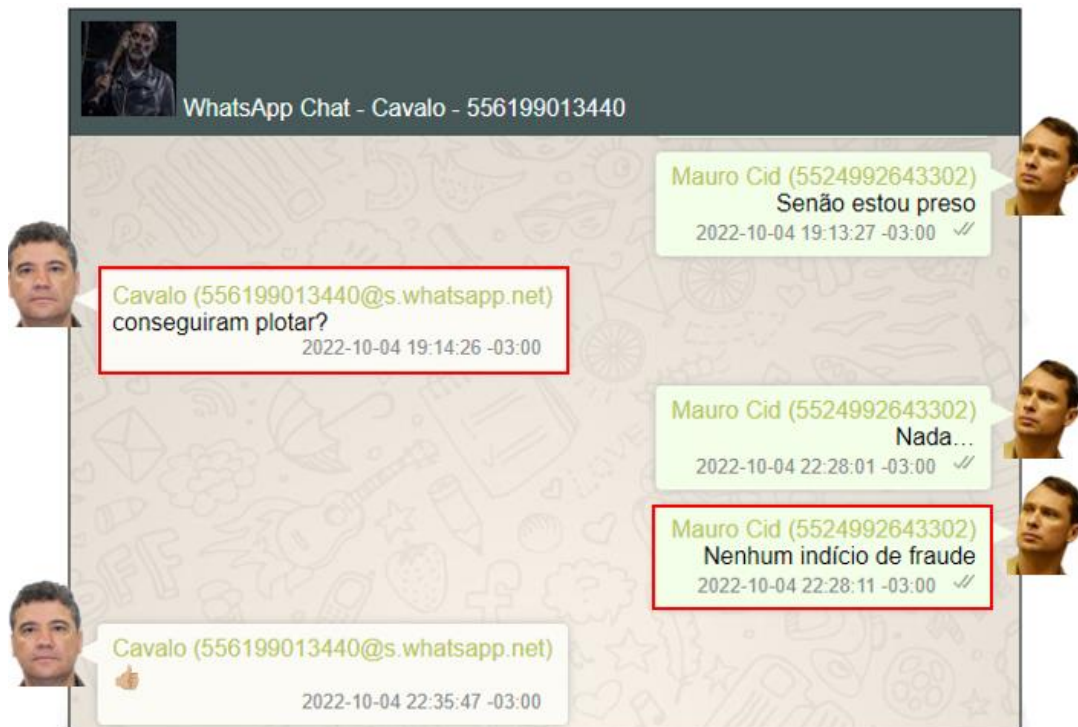 WhatsApp Chat - Cavalo - 556199013440
Mauro Cid (5524992643302)
Senão estou preso
2022-10-04 19:13:27 -03:00
Cavalo (556199013440@s.whatsapp.net)
conseguiram plotar?
2022-10-04 19:14:26 -03:00
Mauro Cid (5524992643302)
Nada...
2022-10-04 22:28:01 -03:00
Mauro Cid (5524992643302)
Nenhum indício de fraude
2022-10-04 22:28:11 -03:00
Cavalo (556199013440@s.whatsapp.net)
👍🏼
2022-10-04 22:35:47 -03:00